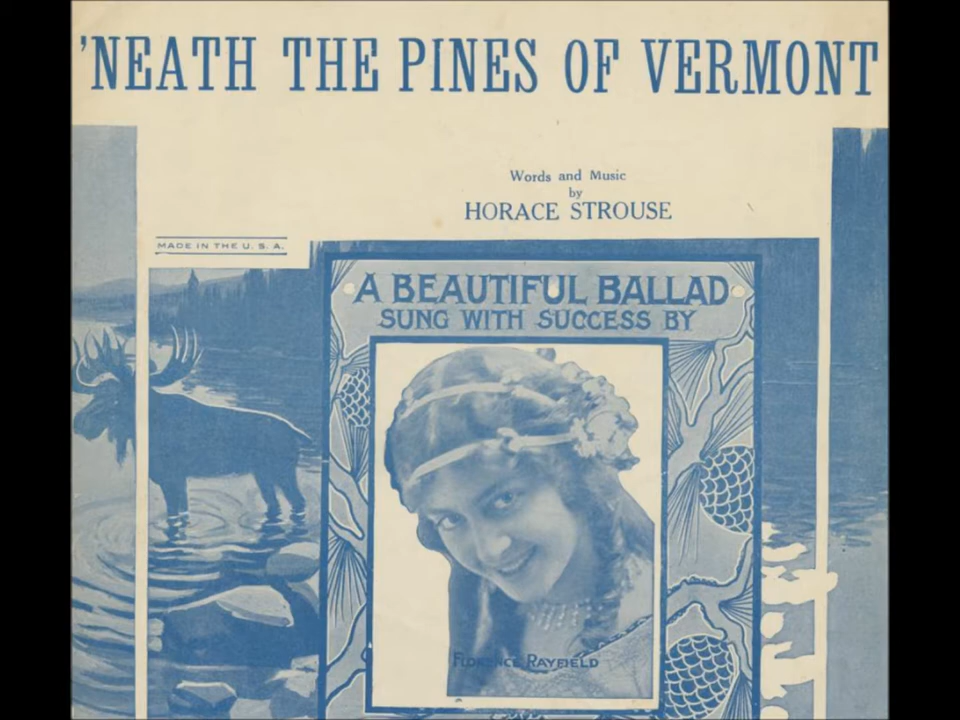 'NEATH THE PINES OF VERMONT
Words and Music
by
HORACE STROUSE
MADE IN THE U. S. A.
A BEAUTIFUL BALLAD
SUNG WITH SUCCESS BY
FLORENCE RAYFIELD